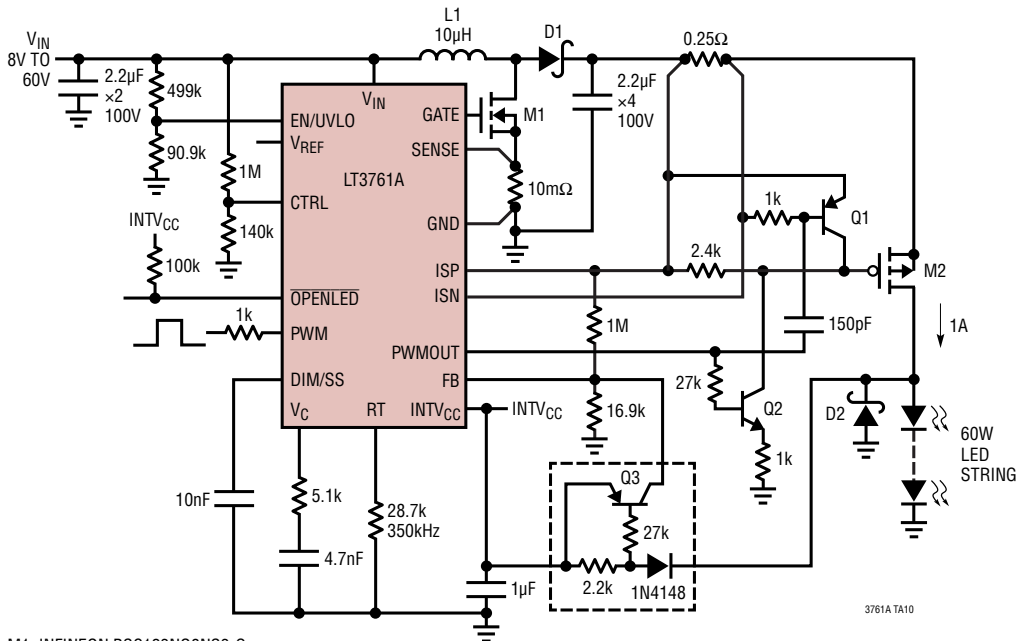 L1
10µH
D1
0.25Ω
VIN
8V TO
60V
2.2µF
×2
100V
499k
90.9k
1M
140k
INTVCC
100k
1k
VIN
EN/UVLO
VREF
LT3761A
CTRL
OPENLED
PWM
DIM/SS
VC
RT
GATE
SENSE
GND
ISP
ISN
PWMOUT
FB
INTVCC
INTVCC
M1
10mΩ
2.2µF
×4
100V
1k
Q1
2.4k
M2
1A
150pF
1M
16.9k
27k
Q2
1k
D2
60W
LED
STRING
10nF
5.1k
4.7nF
28.7k
350kHz
1µF
Q3
27k
2.2k
1N4148
3761A TA10